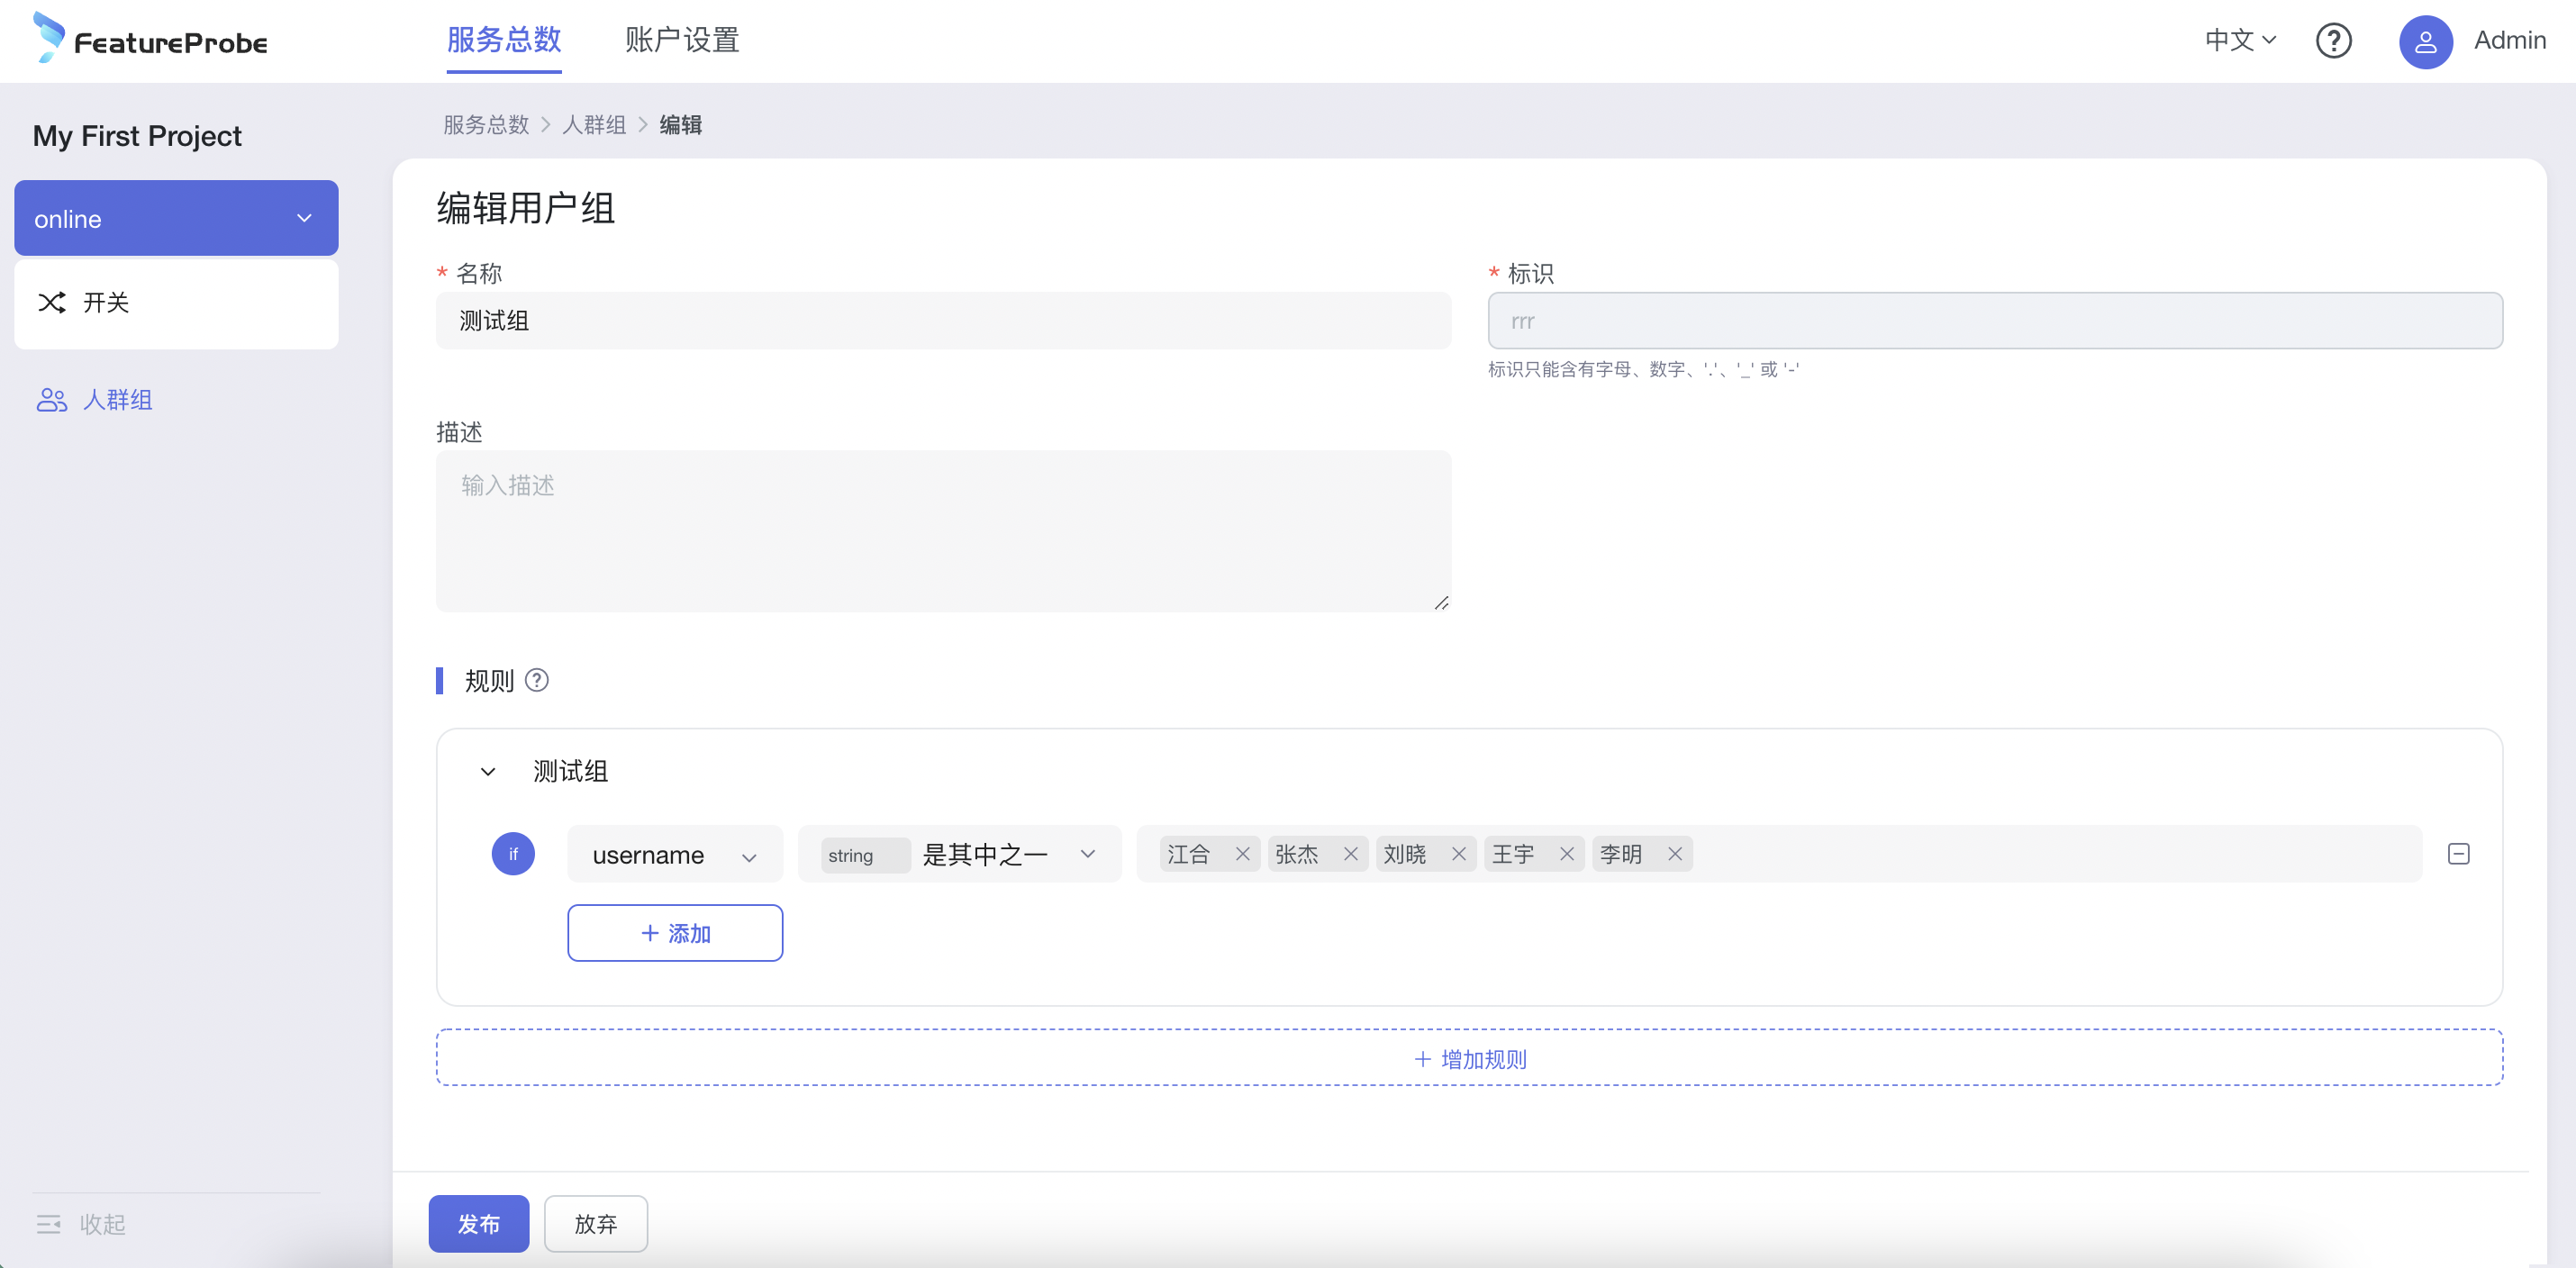 FeatureProbe
服务总数
账户设置
中文
Admin
My First Project
online
开关
人群组
收起
服务总数 > 人群组 > 编辑
编辑用户组
* 名称
测试组
* 标识
rrr
标识只能含有字母、数字、'.'、'_' 或 '-'
描述
输入描述
规则
测试组
if username string 是其中之一 江合 张杰 刘晓 王宇 李明
+ 添加
+ 增加规则
发布 放弃